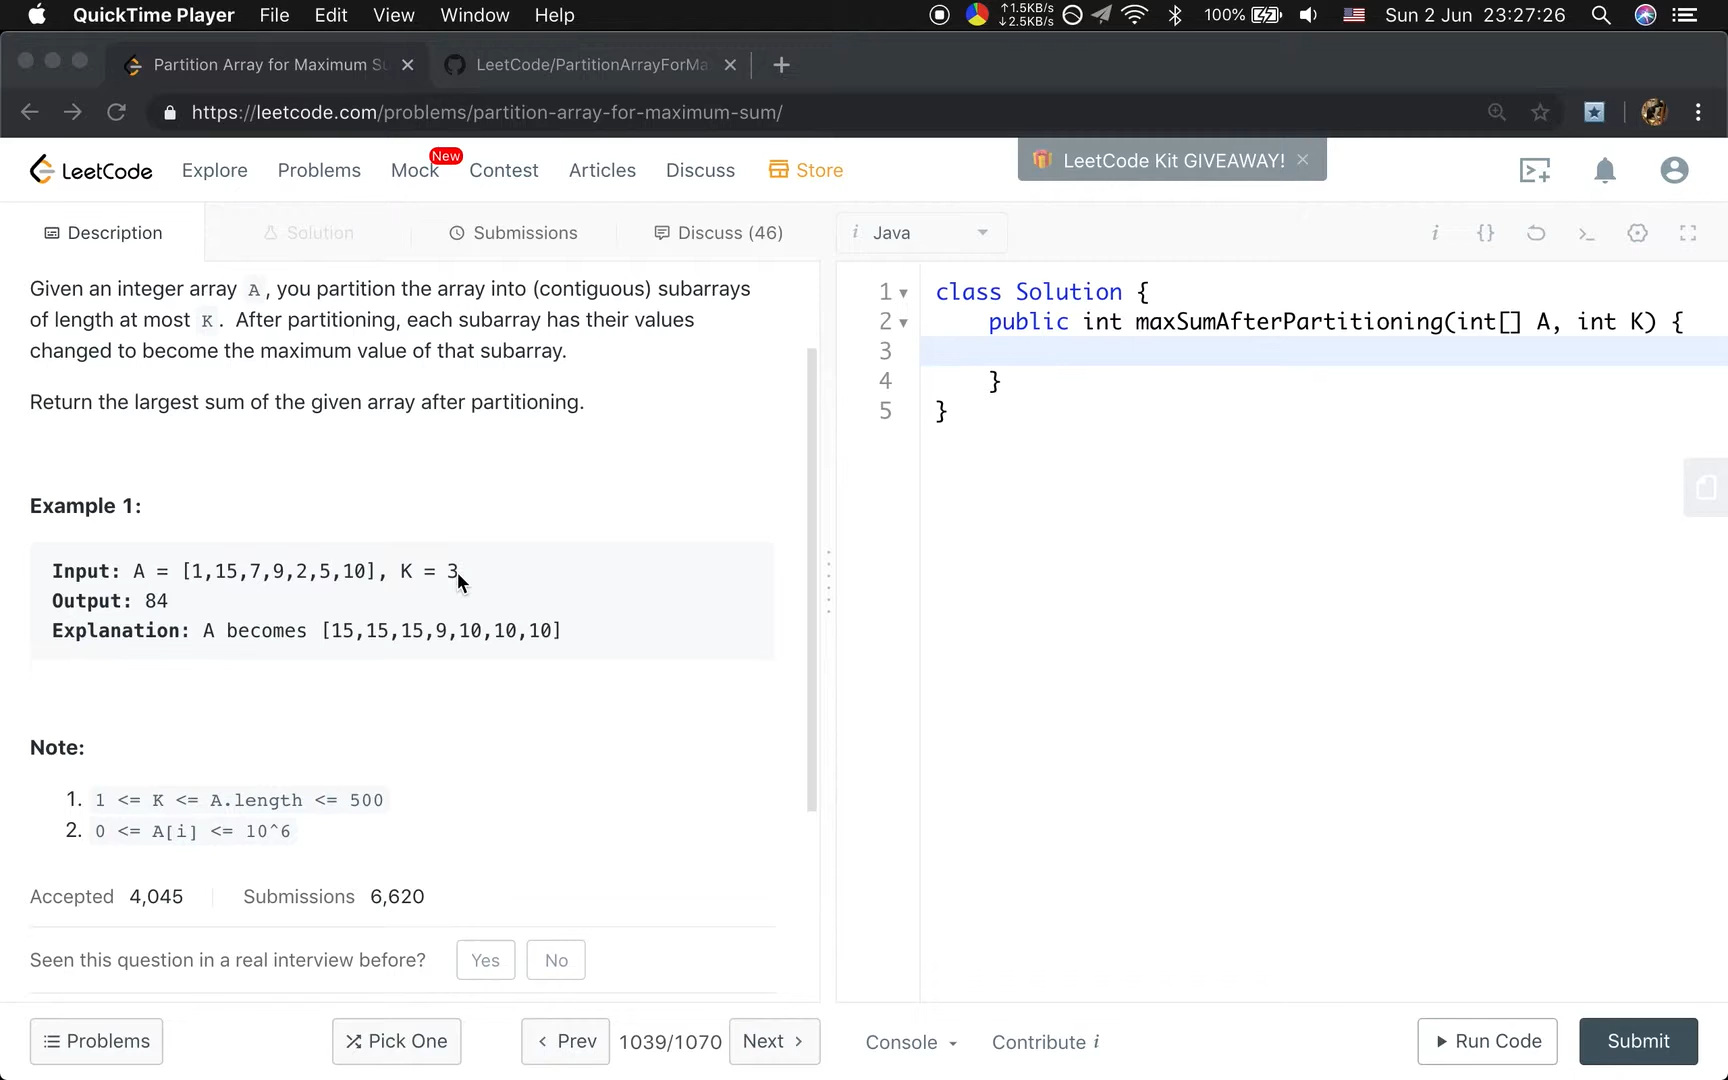 QuickTime Player File Edit View Window Help ↑1.5KB/s ↓2.5KB/s 100% Sun 2 Jun 23:27:26
Partition Array for Maximum Su LeetCode/PartitionArrayForMa
https://leetcode.com/problems/partition-array-for-maximum-sum/
LeetCode Explore Problems Mock New Contest Articles Discuss Store LeetCode Kit GIVEAWAY!
Description Solution Submissions Discuss (46)
Given an integer array A, you partition the array into (contiguous) subarrays
of length at most K. After partitioning, each subarray has their values
changed to become the maximum value of that subarray.
Return the largest sum of the given array after partitioning.
Example 1:
Input: A = [1,15,7,9,2,5,10], K = 3
Output: 84
Explanation: A becomes [15,15,15,9,10,10,10]
Note:
1. 1 <= K <= A.length <= 500
2. 0 <= A[i] <= 10^6
Accepted 4,045 Submissions 6,620
Seen this question in a real interview before? Yes No
Problems Pick One Prev 1039/1070 Next
i Java i {}
1 class Solution {
2 public int maxSumAfterPartitioning(int[] A, int K) {
3
4 }
5 }
Console Contribute i Run Code Submit